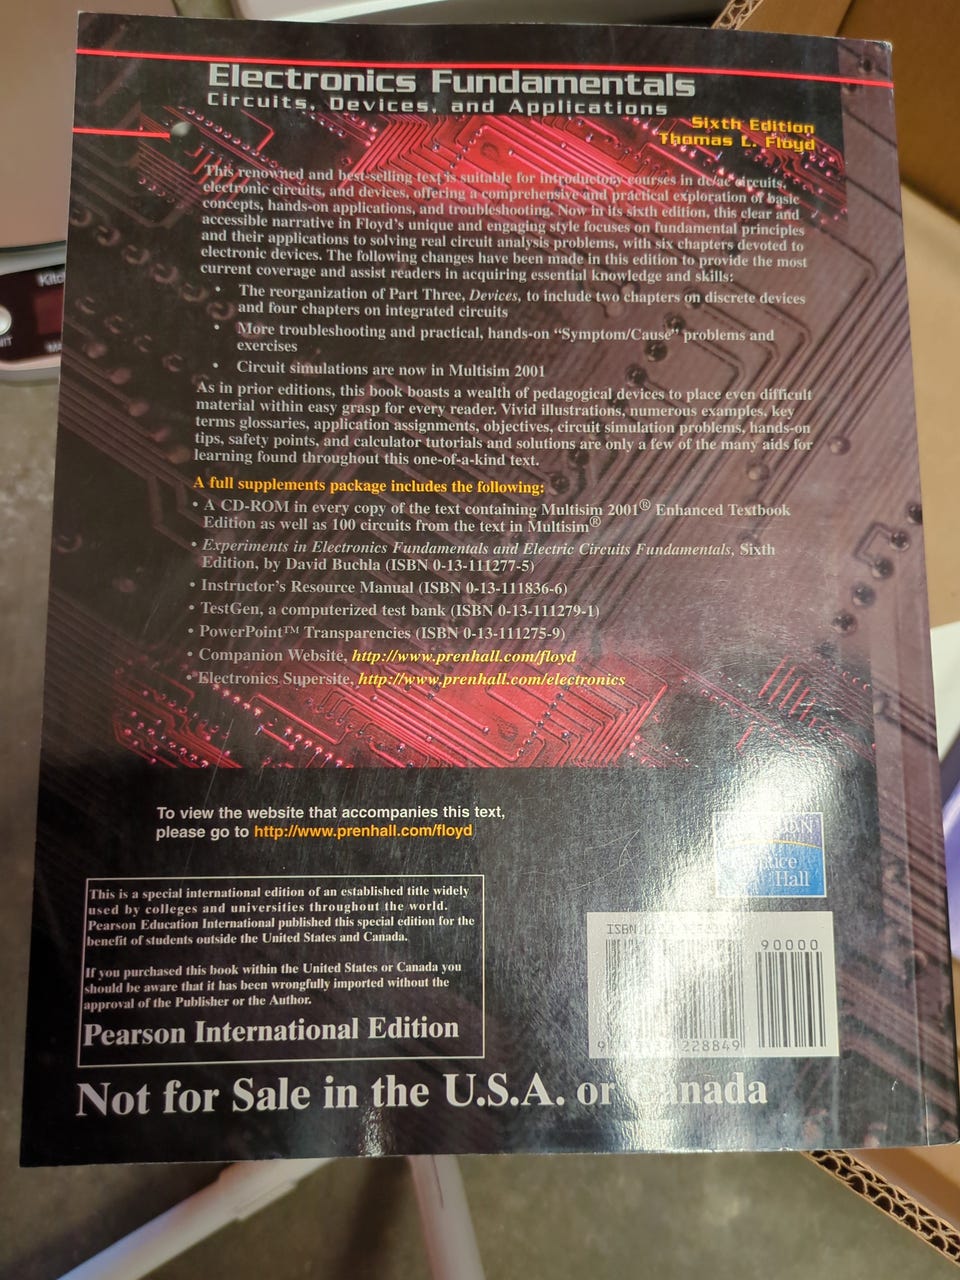 Electronics Fundamentals
Circuits, Devices, and Applications
Sixth Edition
Thomas L. Floyd
This renowned and best-selling text is suitable for introductory courses in dc/ac circuits,
electronic circuits, and devices, offering a comprehensive and practical exploration of basic
concepts, hands-on applications, and troubleshooting. Now in its sixth edition, this clear and
accessible narrative in Floyd's unique and engaging style focuses on fundamental principles
and their applications to solving real circuit analysis problems, with six chapters devoted to
electronic devices. The following changes have been made in this edition to provide the most
current coverage and assist readers in acquiring essential knowledge and skills:
• The reorganization of Part Three, Devices, to include two chapters on discrete devices
and four chapters on integrated circuits
• More troubleshooting and practical, hands-on “Symptom/Cause” problems and
exercises
• Circuit simulations are now in Multisim 2001
As in prior editions, this book boasts a wealth of pedagogical devices to place even difficult
material within easy grasp for every reader. Vivid illustrations, numerous examples, key
terms glossaries, application assignments, objectives, circuit simulation problems, hands-on
tips, safety points, and calculator tutorials and solutions are only a few of the many aids for
learning found throughout this one-of-a-kind text.
A full supplements package includes the following:
• A CD-ROM in every copy of the text containing Multisim 2001® Enhanced Textbook
Edition as well as 100 circuits from the text in Multisim®
• Experiments in Electronics Fundamentals and Electric Circuits Fundamentals, Sixth
Edition, by David Buchla (ISBN 0-13-111277-5)
• Instructor's Resource Manual (ISBN 0-13-111836-6)
• TestGen, a computerized test bank (ISBN 0-13-111279-1)
• PowerPoint™ Transparencies (ISBN 0-13-111275-9)
• Companion Website, http://www.prenhall.com/floyd
• Electronics Supersite, http://www.prenhall.com/electronics
To view the website that accompanies this text,
please go to http://www.prenhall.com/floyd
Hall
This is a special international edition of an established title widely
used by colleges and universities throughout the world.
Pearson Education International published this special edition for the
benefit of students outside the United States and Canada.
If you purchased this book within the United States or Canada you
should be aware that it has been wrongfully imported without the
approval of the Publisher or the Author.
Pearson International Edition
ISBN
90000
228849
Not for Sale in the U.S.A. or Canada